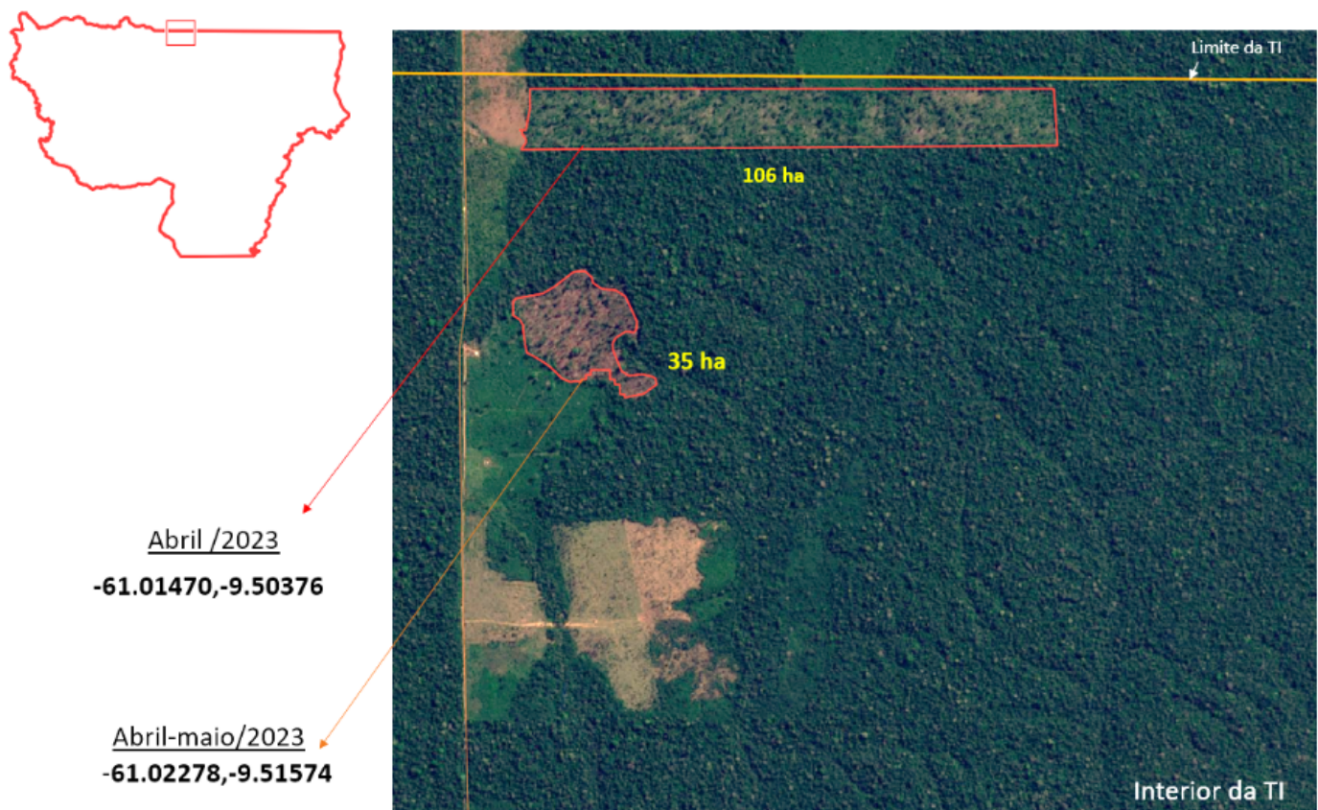 Limite da TI
106 ha
35 ha
Abril /2023
-61.01470,-9.50376
Abril-maio/2023
-61.02278,-9.51574
Interior da TI